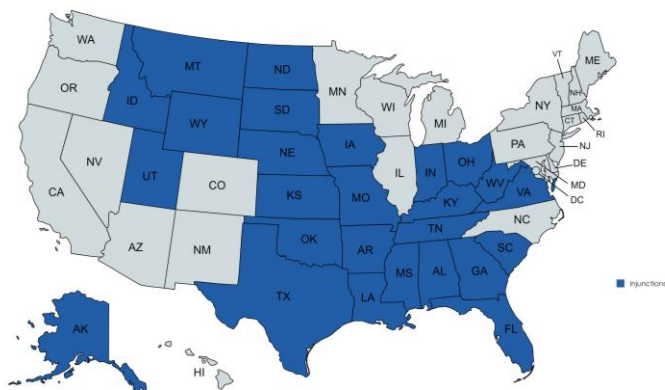 WA
MT
ND
MN
VT
ME
OR
ID
SD
WI
NH
NY
MA
WY
MI
CT
RI
IA
PA
NJ
NE
NV
OH
DE
IL
IN
UT
CO
WV
MD
CA
KS
MO
VA
DC
KY
NC
TN
OK
AZ
NM
AR
SC
MS
AL
GA
Injunctions
TX
LA
AK
FL
HI